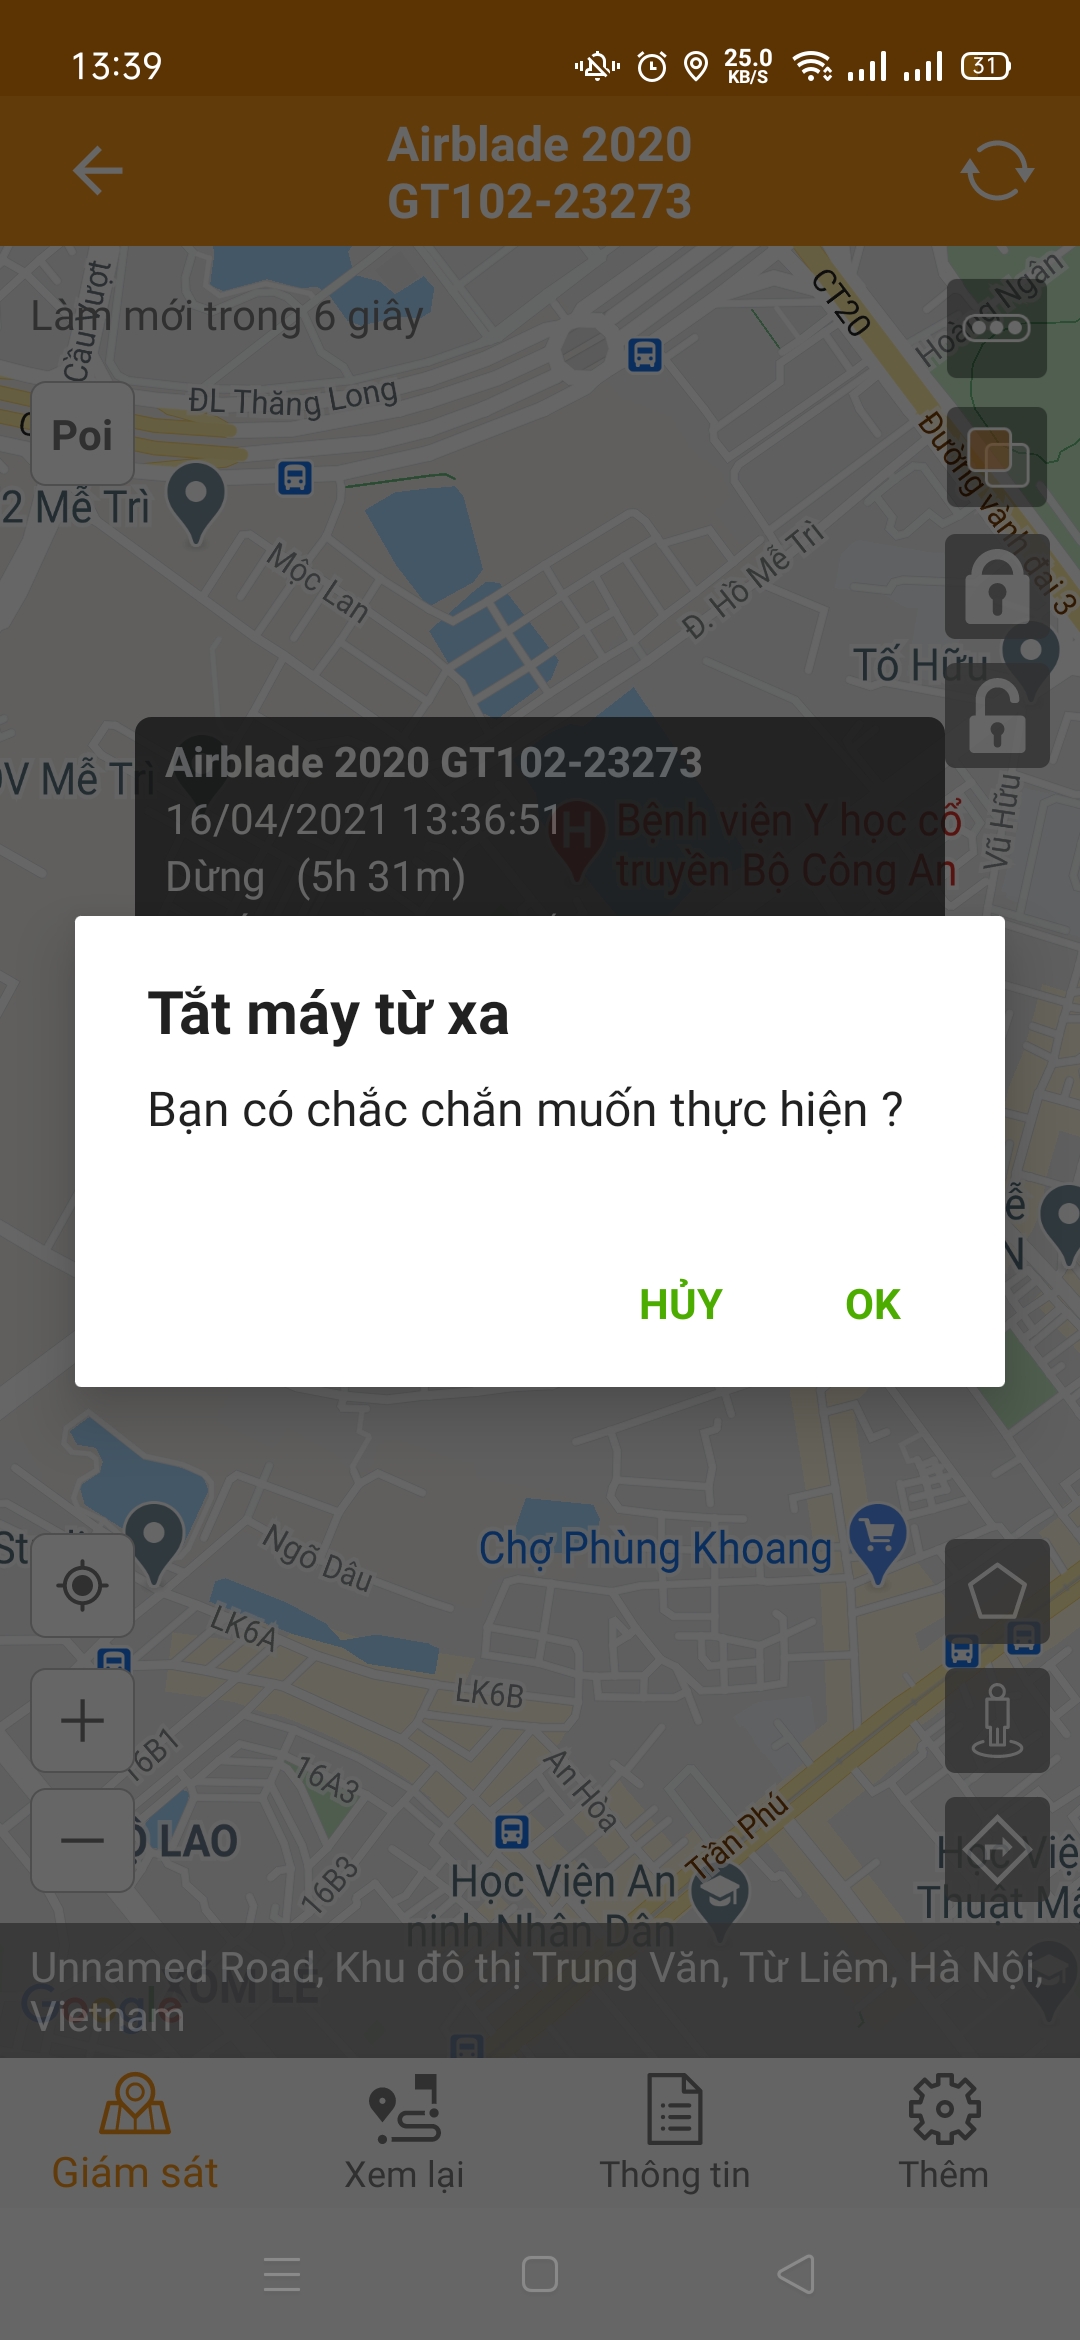 13:39
25.0
KB/S
31
Airblade 2020
GT102-23273
Làm mới trong 6 giây
Cầu Vượt
CT20
Hoàng Ngân
ĐL Thăng Long
Poi
2 Mễ Trì
Mộc Lan
Đ. Hồ Mễ Trì
Đường vành đai 3
Tố Hữu
V Mễ Trì
Vũ Hữu
Airblade 2020 GT102-23273
16/04/2021 13:36:51
Dừng (5h 31m)
Bệnh viện Y học cổ
truyền Bộ Công An
Tắt máy từ xa
Bạn có chắc chắn muốn thực hiện ?
HỦY
OK
Ngõ Dâu
Chợ Phùng Khoang
LK6A
LK6B
16B1
16A3
An Hòa
Trần Phú
LAO
16B3
Học Viện An
ninh Nhân Dân
Thuật
Unnamed Road, Khu đô thị Trung Văn, Từ Liêm, Hà Nội,
Vietnam
Google
Giám sát
Xem lại
Thông tin
Thêm